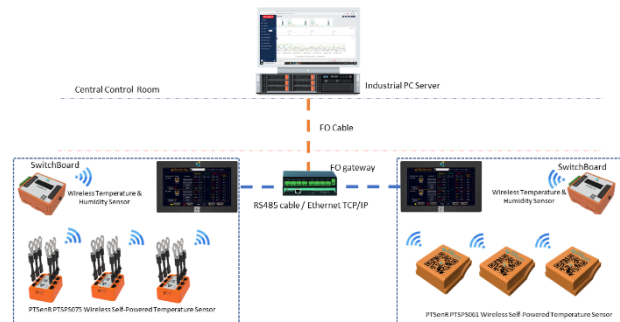 Industrial PC Server
Central Control Room
FO Cable
FO gateway
SwitchBoard
Wireless Temperature &
Humidity Sensor
RS485 cable / Ethernet TCP/IP
SwitchBoard
Wireless Temperature &
Humidity Sensor
PTSenR PTSPS075 Wireless Self-Powered Temperature Sensor
PTSenR PTSPS061 Wireless Self-Powered Temperature Sensor